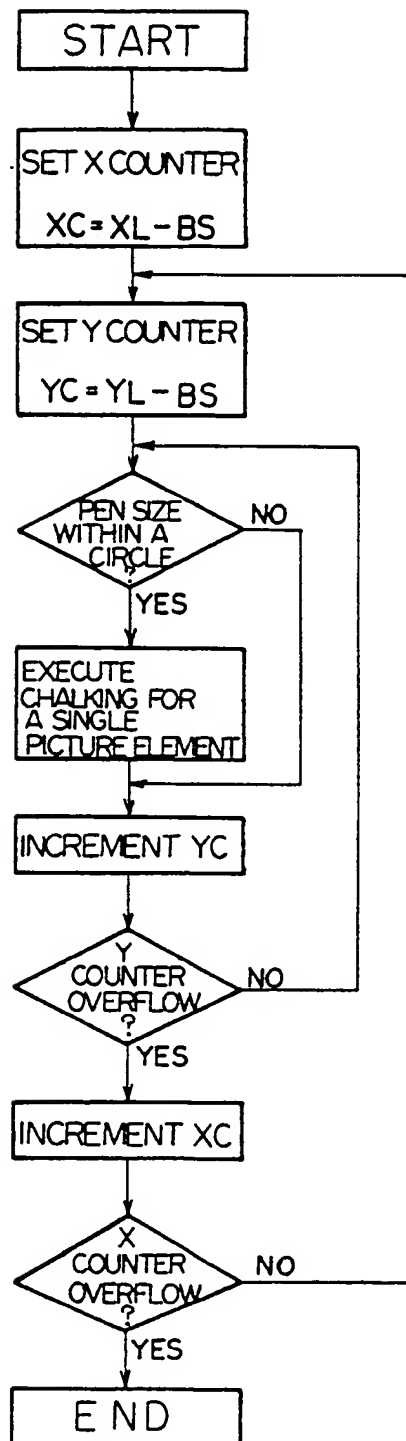 START
SET X COUNTER
XC = XL - BS
SET Y COUNTER
YC = YL - BS
PEN SIZE
WITHIN A
CIRCLE
?
NO
YES
EXECUTE
CHALKING FOR
A SINGLE
PICTURE ELEMENT
INCREMENT YC
Y
COUNTER
OVERFLOW
?
NO
YES
INCREMENT XC
X
COUNTER
OVERFLOW
?
NO
YES
END